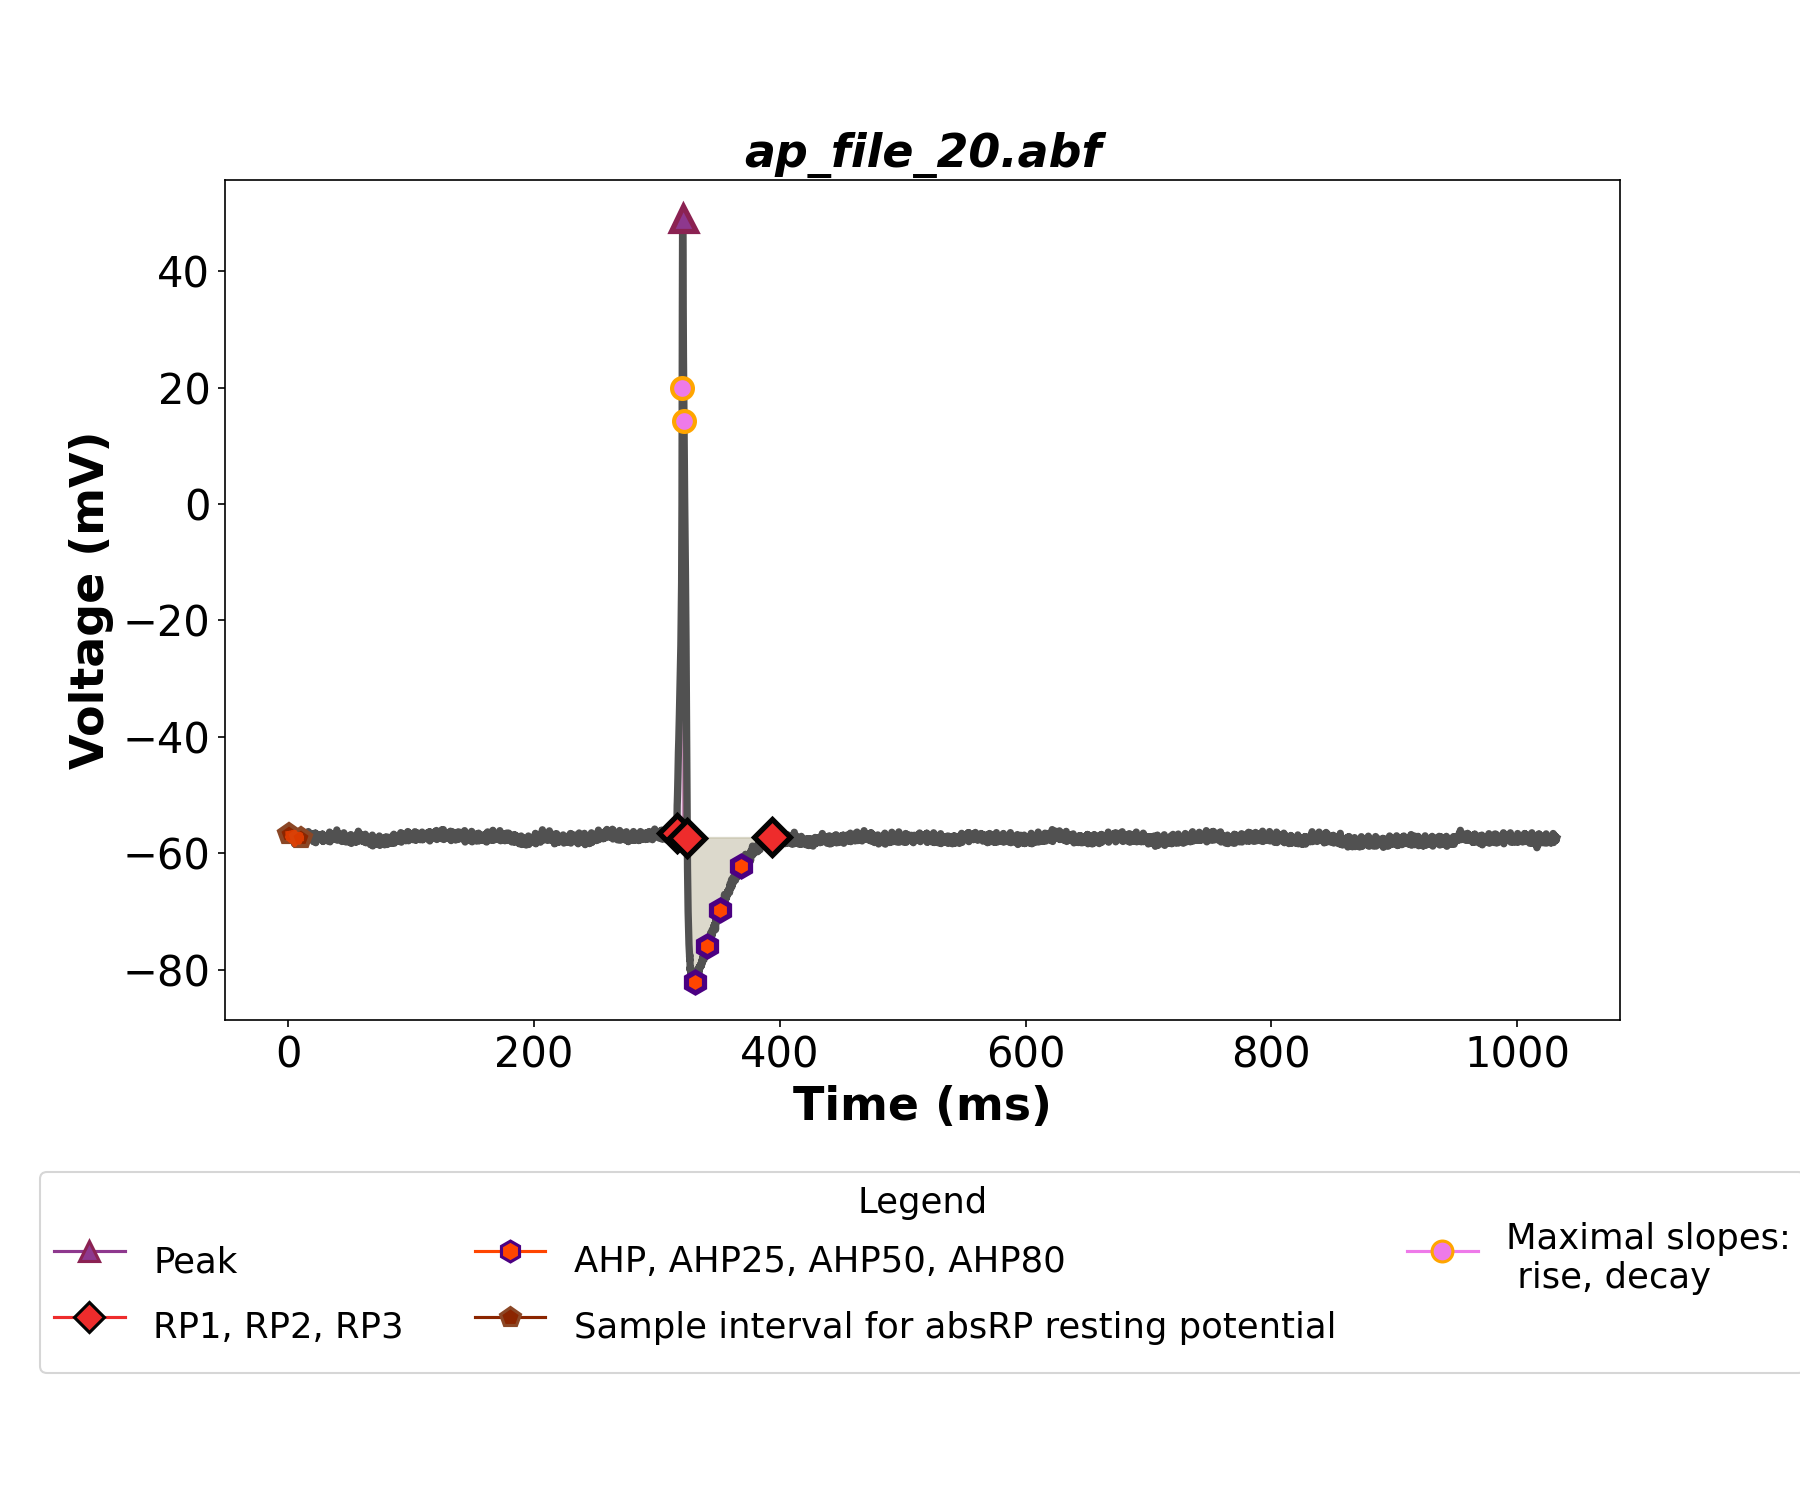 ap_file_20.abf
40
20
0
−20
−40
−60
−80
Voltage (mV)
0 200 400 600 800 1000
Time (ms)
Legend
Peak
RP1, RP2, RP3
AHP, AHP25, AHP50, AHP80
Sample interval for absRP resting potential
Maximal slopes:
rise, decay